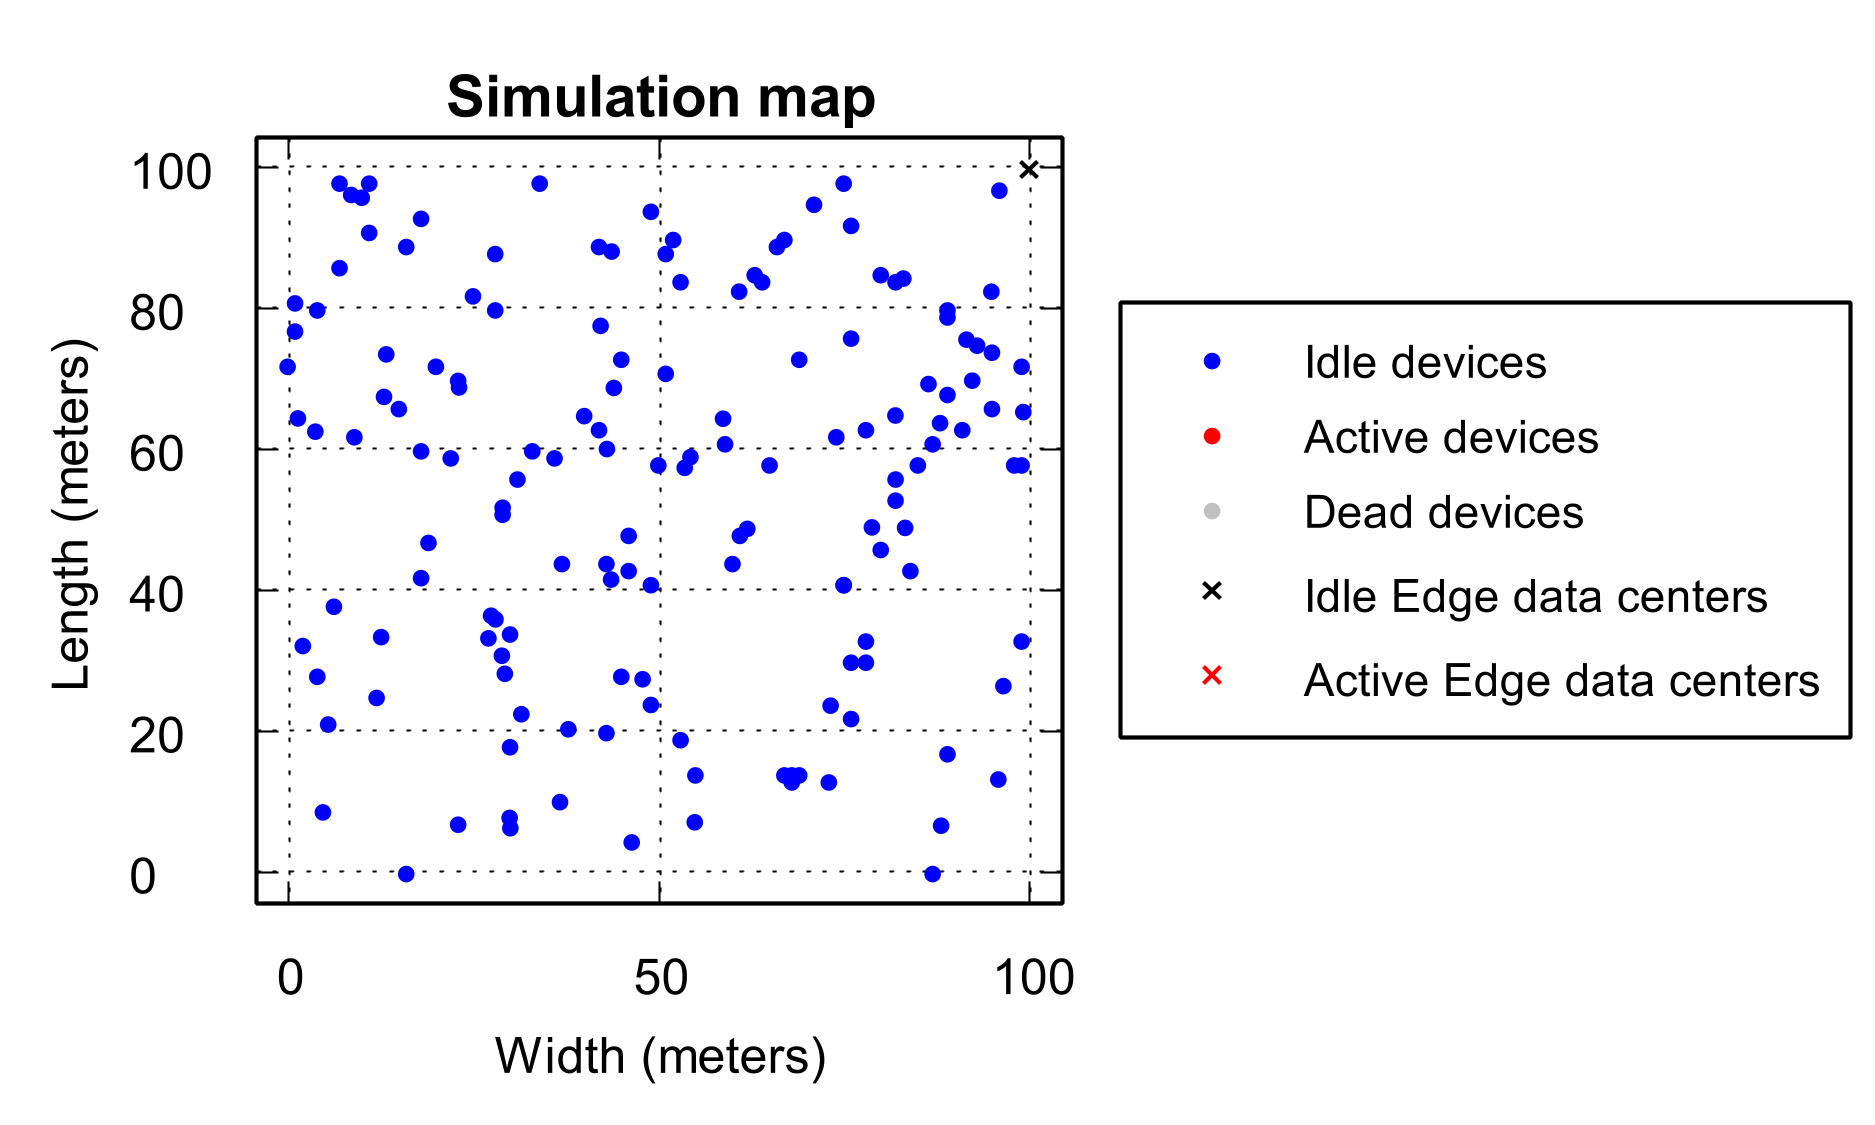 Simulation map
100
80
60
40
20
0
Length (meters)
0 50 100
Width (meters)
Idle devices
Active devices
Dead devices
Idle Edge data centers
Active Edge data centers